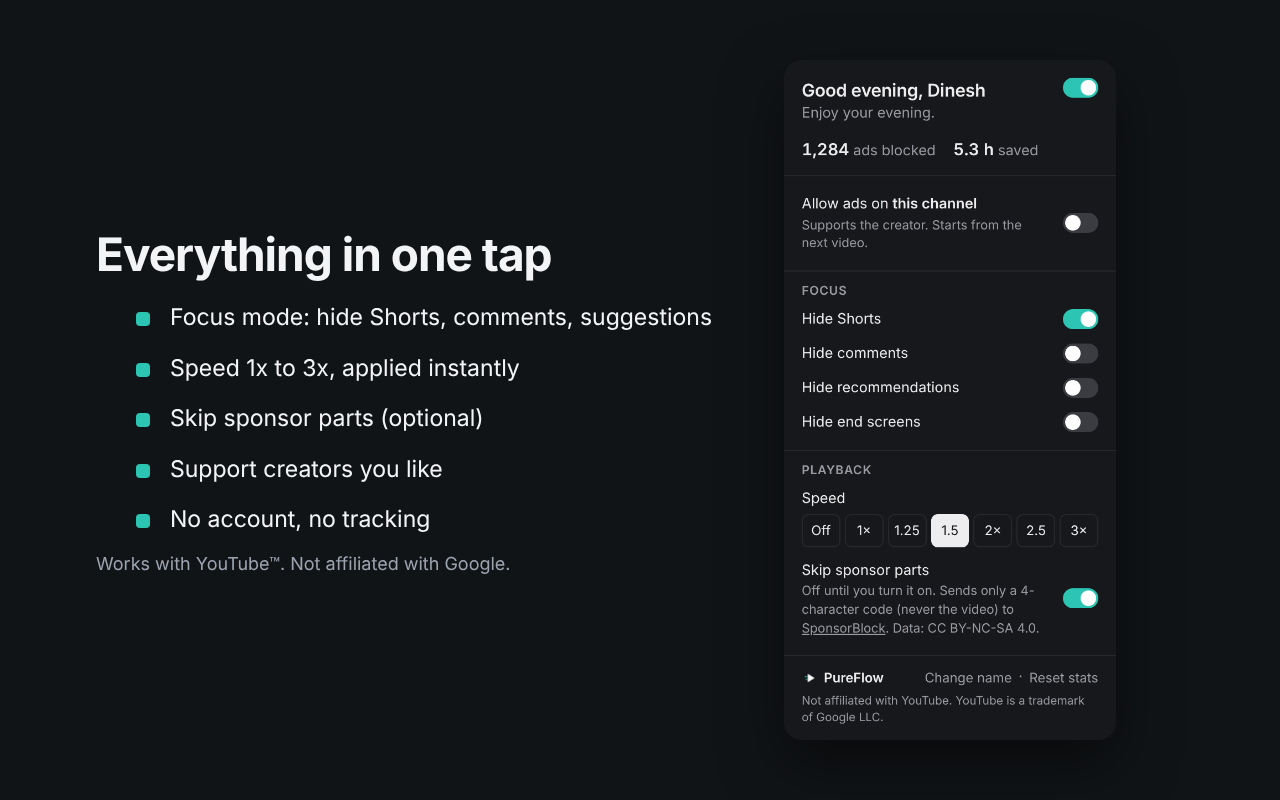 Everything in one tap
Focus mode: hide Shorts, comments, suggestions
Speed 1x to 3x, applied instantly
Skip sponsor parts (optional)
Support creators you like
No account, no tracking
Works with YouTube™. Not affiliated with Google.
Good evening, Dinesh
Enjoy your evening.
1,284 ads blocked 5.3 h saved
Allow ads on this channel
Supports the creator. Starts from the
next video.
FOCUS
Hide Shorts
Hide comments
Hide recommendations
Hide end screens
PLAYBACK
Speed
Off 1× 1.25 1.5 2× 2.5 3×
Skip sponsor parts
Off until you turn it on. Sends only a 4-
character code (never the video) to
SponsorBlock. Data: CC BY-NC-SA 4.0.
PureFlow Change name · Reset stats
Not affiliated with YouTube. YouTube is a trademark
of Google LLC.